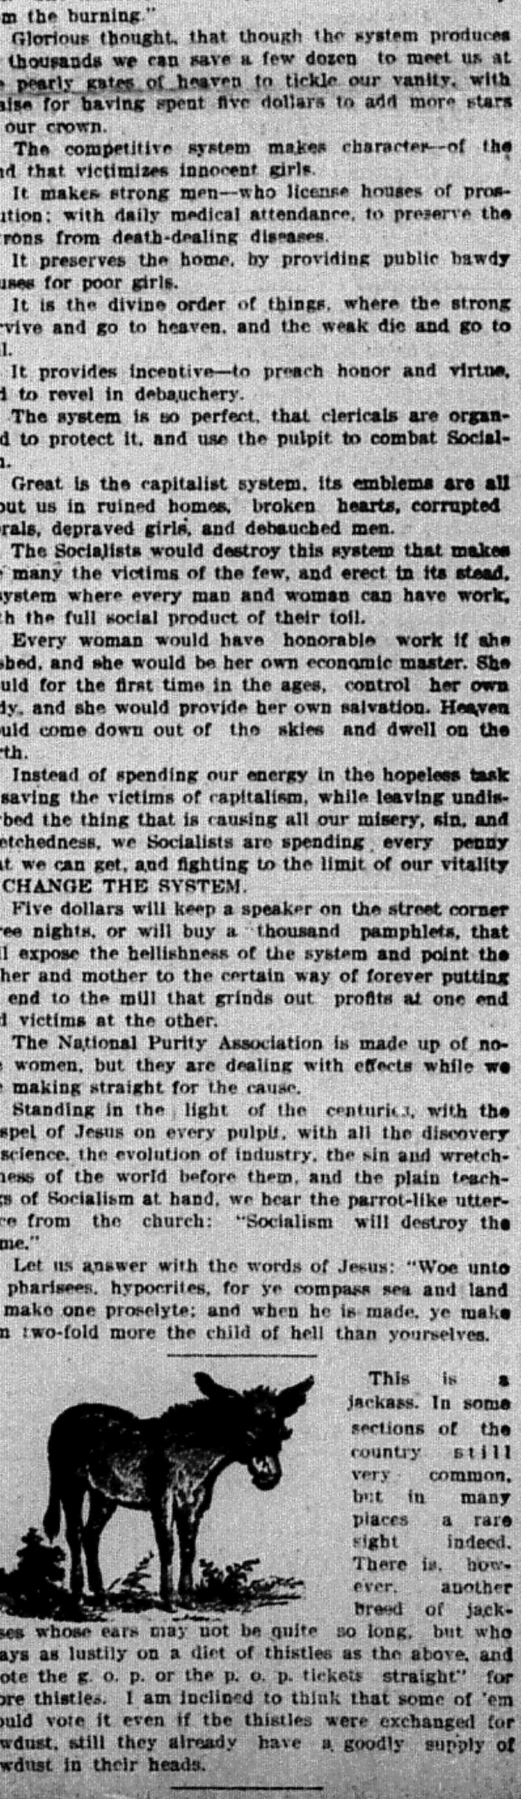 m the burning."
Glorious thought, that though the system produces
thousands we can save a few dozen to meet us at
e pearly gates of heaven to tickle our vanity, with
aise for having spent five dollars to add more stars
our crown.
The competitive system makes character—of the
nd that victimizes innocent girls.
It makes strong men—who license houses of pros-
ution; with daily medical attendance, to preserve the
rons from death-dealing diseases.
It preserves the home, by providing public bawdy
uses for poor girls.
It is the divine order of things, where the strong
rvive and go to heaven, and the weak die and go to
l.
It provides incentive—to preach honor and virtue,
d to revel in debauchery.
The system is so perfect, that clericals are organ-
d to protect it, and use the pulpit to combat Social-
n.
Great is the capitalist system, its emblems are all
out us in ruined homes, broken hearts, corrupted
rals, depraved girls, and debauched men.
The Socialists would destroy this system that makes
e many the victims of the few, and erect in its stead,
system where every man and woman can have work,
th the full social product of their toil.
Every woman would have honorable work if she
shed, and she would be her own economic master. She
uld for the first time in the ages, control her own
dy, and she would provide her own salvation. Heaven
uld come down out of the skies and dwell on the
rth.
Instead of spending our energy in the hopeless task
saving the victims of capitalism, while leaving undis-
rbed the thing that is causing all our misery, sin, and
etchedness, we Socialists are spending every penny
at we can get, and fighting to the limit of our vitality
CHANGE THE SYSTEM.
Five dollars will keep a speaker on the street corner
ree nights, or will buy a thousand pamphlets, that
ll expose the hellishness of the system and point the
her and mother to the certain way of forever putting
end to the mill that grinds out profits at one end
d victims at the other.
The National Purity Association is made up of no-
e women, but they are dealing with effects while we
e making straight for the cause.
Standing in the light of the centuries, with the
spel of Jesus on every pulpit, with all the discovery
science, the evolution of industry, the sin and wretch-
ness of the world before them, and the plain teach-
gs of Socialism at hand, we hear the parrot-like utter-
ce from the church: "Socialism will destroy the
me."
Let us answer with the words of Jesus: "Woe unto
pharisees, hypocrites, for ye compass sea and land
make one proselyte; and when he is made, ye make
m two-fold more the child of hell than yourselves.
This is a
jackass. In some
sections of the
country still
very common,
but in many
places a rare
sight indeed.
There is, how-
ever, another
breed of jack-
ses whose ears may not be quite so long, but who
ays as lustily on a diet of thistles as the above, and
ote the g. o. p. or the p. o. p. tickets straight" for
ore thistles. I am inclined to think that some of 'em
ould vote it even if the thistles were exchanged for
wdust, still they already have a goodly supply of
wdust in their heads.